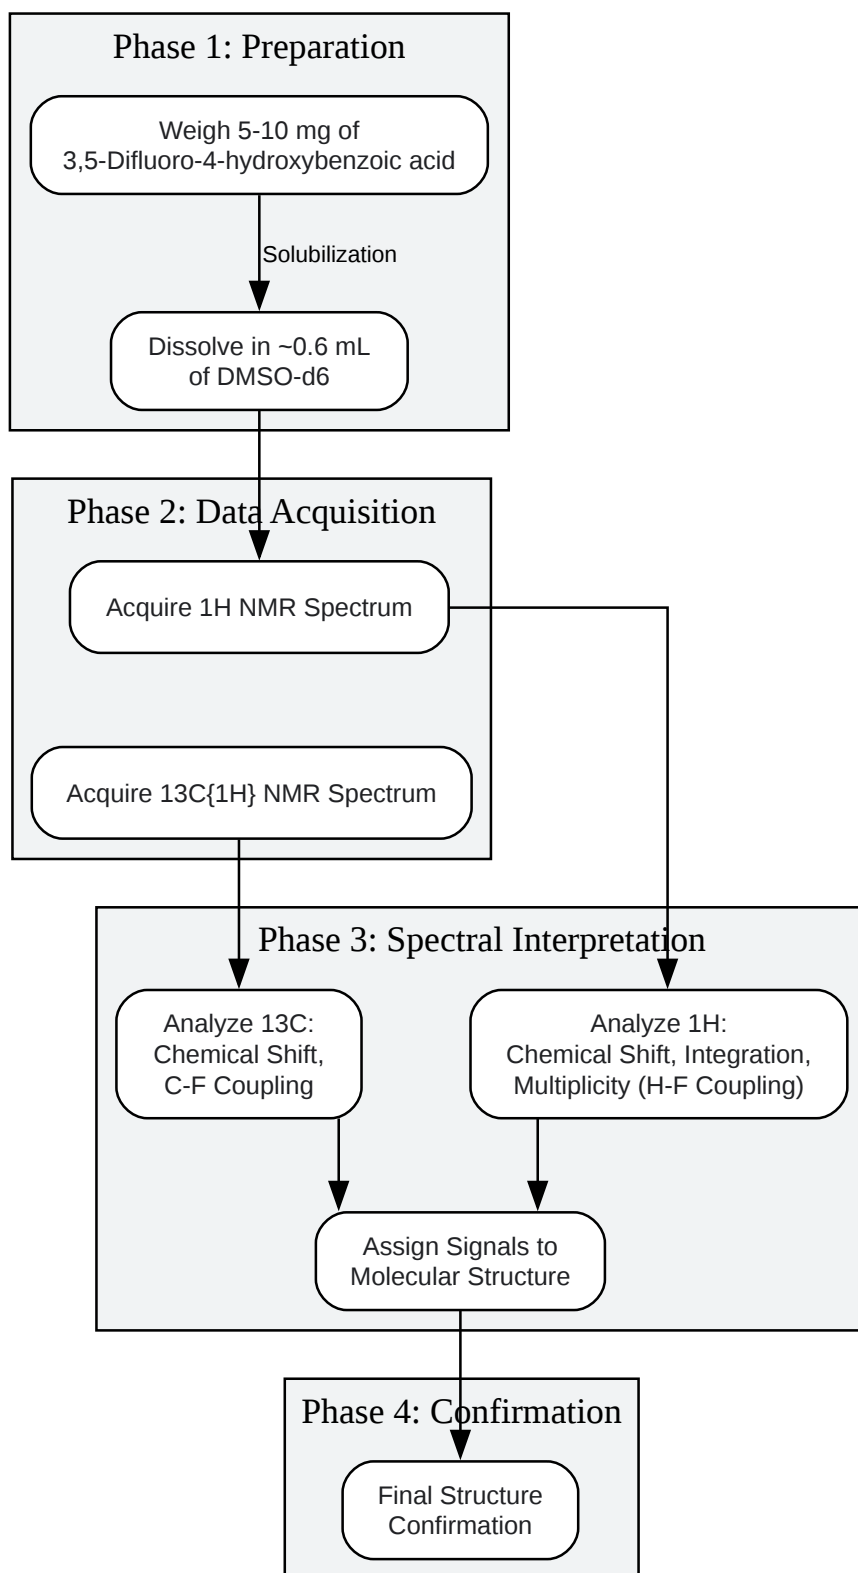 Phase 1: Preparation
Weigh 5-10 mg of
3,5-Difluoro-4-hydroxybenzoic acid
Solubilization
Dissolve in ~0.6 mL
of DMSO-d6
Phase 2: Data Acquisition
Acquire 1H NMR Spectrum
Acquire 13C{1H} NMR Spectrum
Phase 3: Spectral Interpretation
Analyze 13C:
Chemical Shift,
C-F Coupling
Analyze 1H:
Chemical Shift, Integration,
Multiplicity (H-F Coupling)
Assign Signals to
Molecular Structure
Phase 4: Confirmation
Final Structure
Confirmation